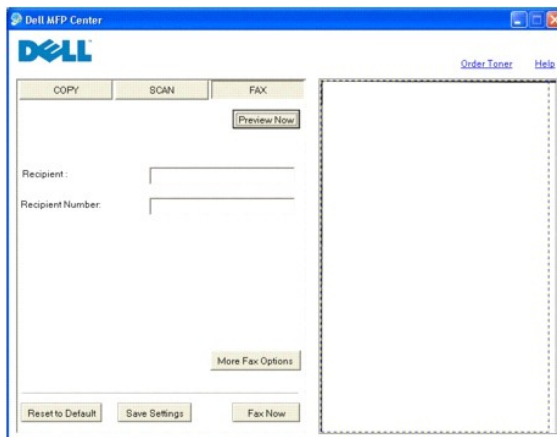 Dell MFP Center
DELL™
Order Toner Help
COPY SCAN FAX
Preview Now
Recipient :
Recipient Number:
More Fax Options
Reset to Default Save Settings Fax Now